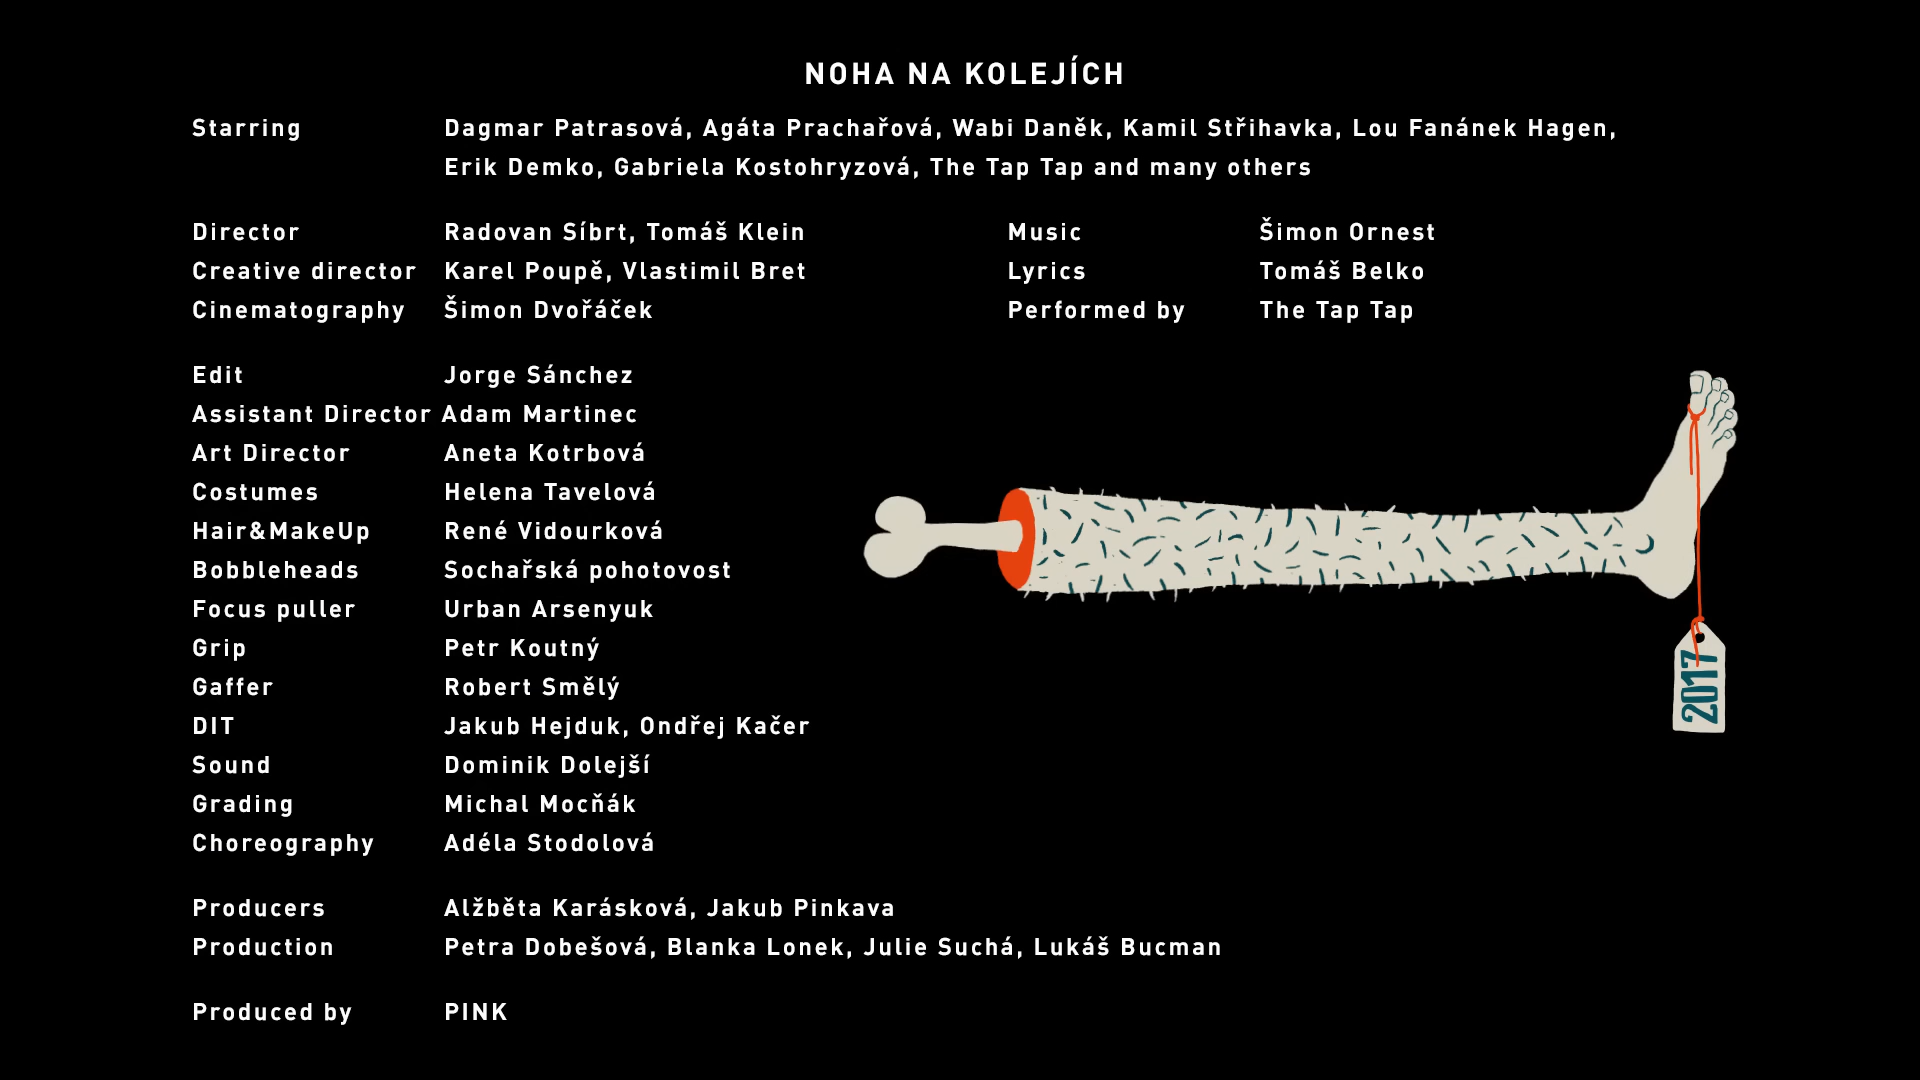 NOHA NA KOLEJÍCH
Starring Dagmar Patrasová, Agáta Prachařová, Wabi Daněk, Kamil Střihavka, Lou Fanánek Hagen,
Erik Demko, Gabriela Kostohryzová, The Tap Tap and many others
Director Radovan Síbrt, Tomáš Klein
Creative director Karel Poupě, Vlastimil Bret
Cinematography Šimon Dvořáček
Music Šimon Ornest
Lyrics Tomáš Belko
Performed by The Tap Tap
Edit Jorge Sánchez
Assistant Director Adam Martinec
Art Director Aneta Kotrbová
Costumes Helena Tavelová
Hair&MakeUp René Vidourková
Bobbleheads Sochařská pohotovost
Focus puller Urban Arsenyuk
Grip Petr Koutný
Gaffer Robert Smělý
DIT Jakub Hejduk, Ondřej Kačer
Sound Dominik Dolejší
Grading Michal Mocňák
Choreography Adéla Stodolová
Producers Alžběta Karásková, Jakub Pinkava
Production Petra Dobešová, Blanka Lonek, Julie Suchá, Lukáš Bucman
Produced by PINK
2017